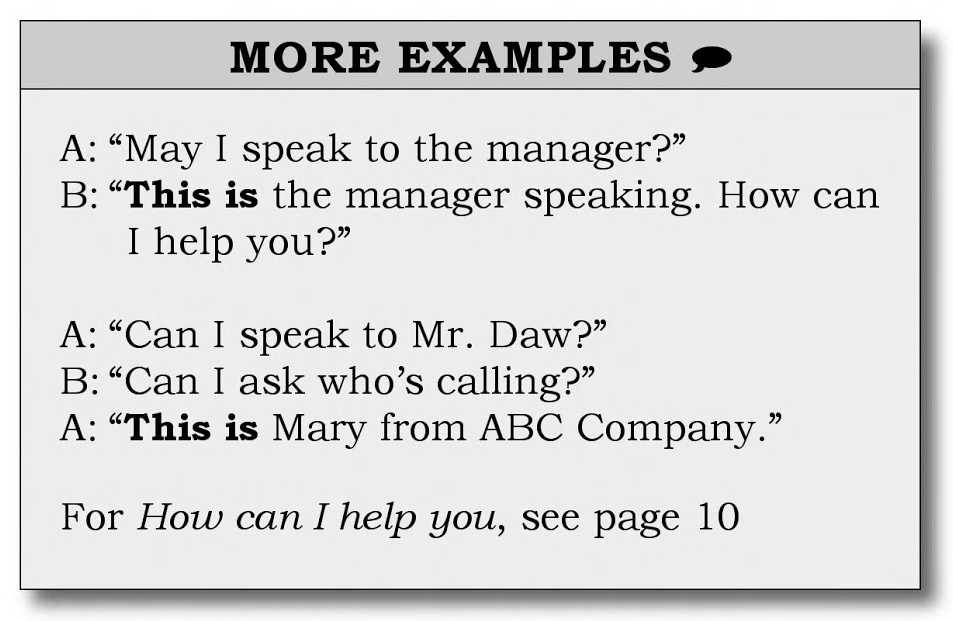 MORE EXAMPLES
A: “May I speak to the manager?”
B: “This is the manager speaking. How can
I help you?”
A: “Can I speak to Mr. Daw?”
B: “Can I ask who’s calling?”
A: “This is Mary from ABC Company.”
For How can I help you, see page 10